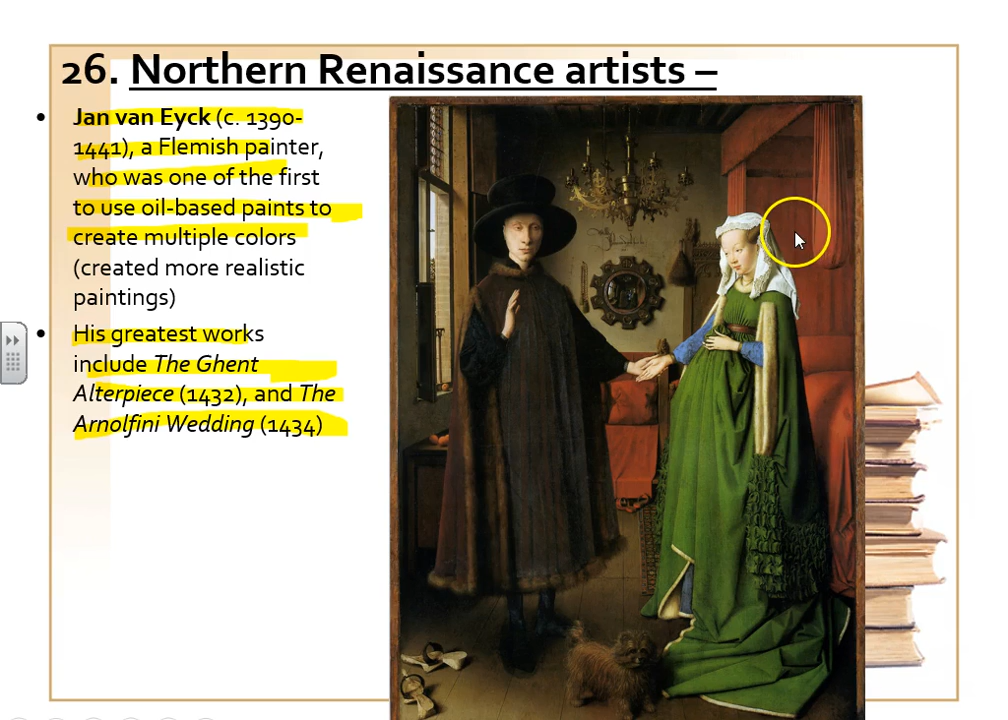 26. Northern Renaissance artists –
• Jan van Eyck (c. 1390-
1441), a Flemish painter,
who was one of the first
to use oil-based paints to
create multiple colors
(created more realistic
paintings)
• His greatest works
include The Ghent
Alterpiece (1432), and The
Arnolfini Wedding (1434)